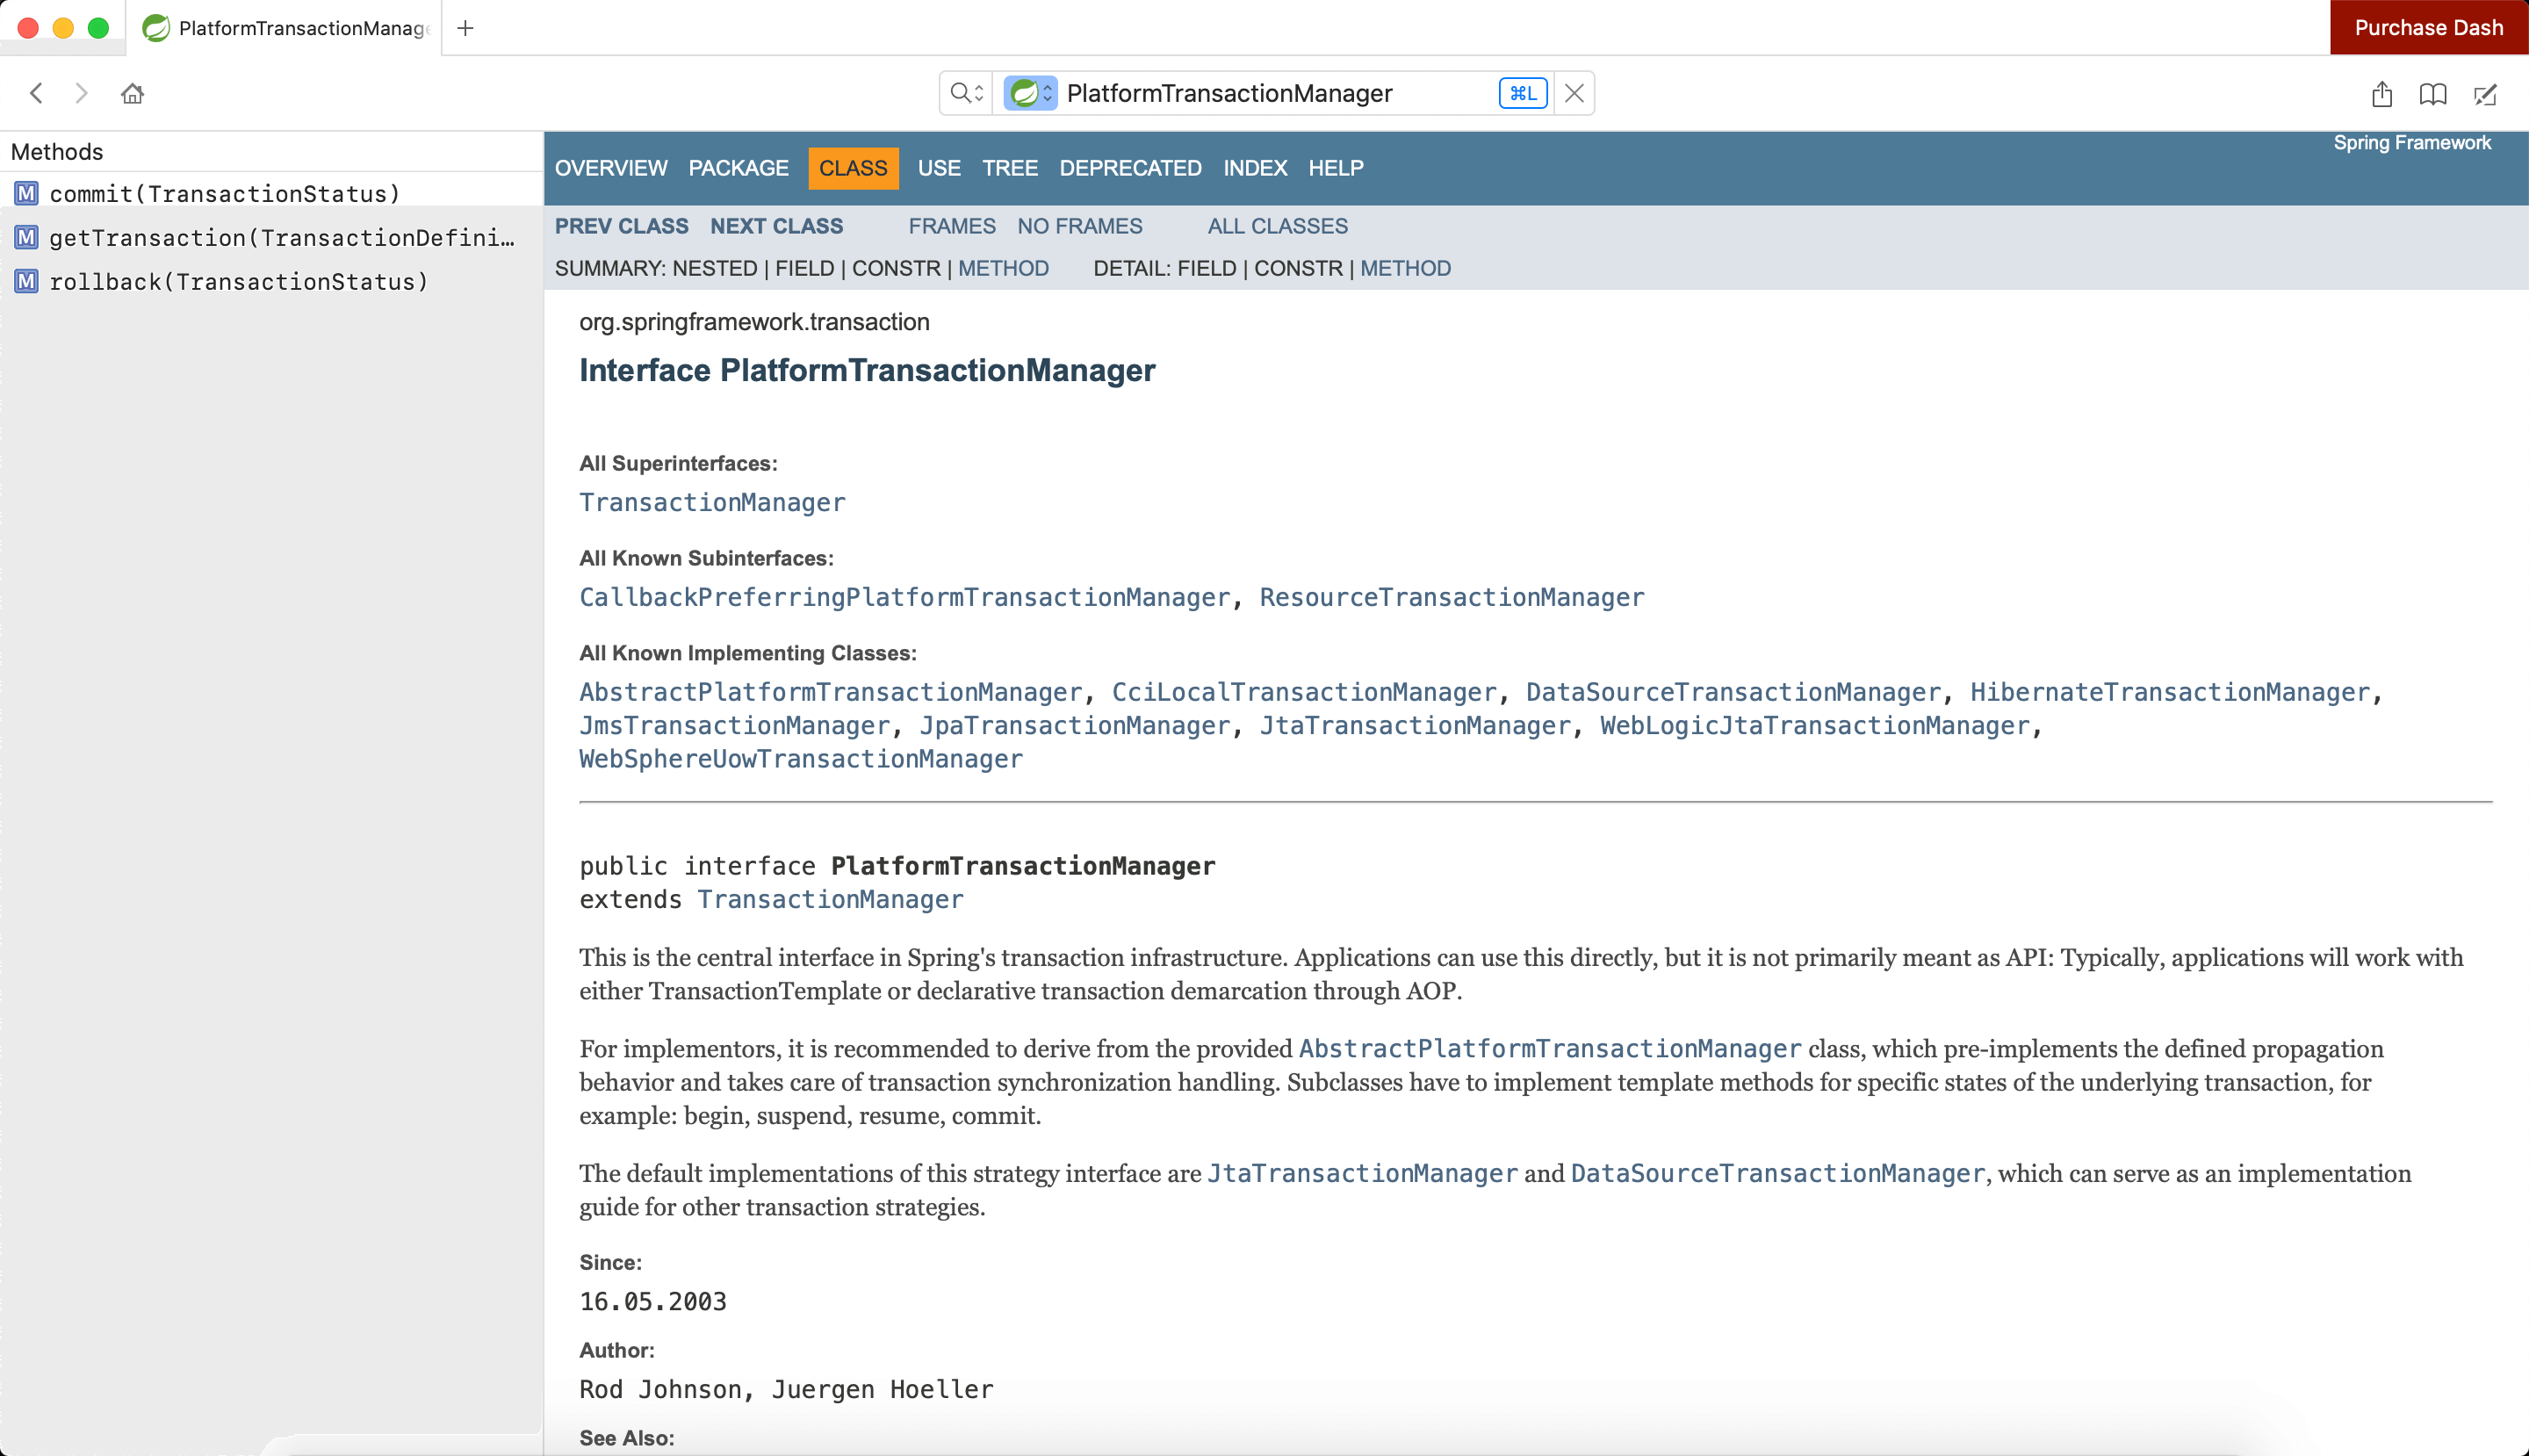 PlatformTransactionManage
Purchase Dash
PlatformTransactionManager
⌘L
Methods
M commit(TransactionStatus)
M getTransaction(TransactionDefini…
M rollback(TransactionStatus)
Spring Framework
OVERVIEW PACKAGE CLASS USE TREE DEPRECATED INDEX HELP
PREV CLASS NEXT CLASS FRAMES NO FRAMES ALL CLASSES
SUMMARY: NESTED | FIELD | CONSTR | METHOD DETAIL: FIELD | CONSTR | METHOD
org.springframework.transaction
Interface PlatformTransactionManager
All Superinterfaces:
TransactionManager
All Known Subinterfaces:
CallbackPreferringPlatformTransactionManager, ResourceTransactionManager
All Known Implementing Classes:
AbstractPlatformTransactionManager, CciLocalTransactionManager, DataSourceTransactionManager, HibernateTransactionManager,
JmsTransactionManager, JpaTransactionManager, JtaTransactionManager, WebLogicJtaTransactionManager,
WebSphereUowTransactionManager
public interface PlatformTransactionManager
extends TransactionManager
This is the central interface in Spring's transaction infrastructure. Applications can use this directly, but it is not primarily meant as API: Typically, applications will work with
either TransactionTemplate or declarative transaction demarcation through AOP.
For implementors, it is recommended to derive from the provided AbstractPlatformTransactionManager class, which pre-implements the defined propagation
behavior and takes care of transaction synchronization handling. Subclasses have to implement template methods for specific states of the underlying transaction, for
example: begin, suspend, resume, commit.
The default implementations of this strategy interface are JtaTransactionManager and DataSourceTransactionManager, which can serve as an implementation
guide for other transaction strategies.
Since:
16.05.2003
Author:
Rod Johnson, Juergen Hoeller
See Also: